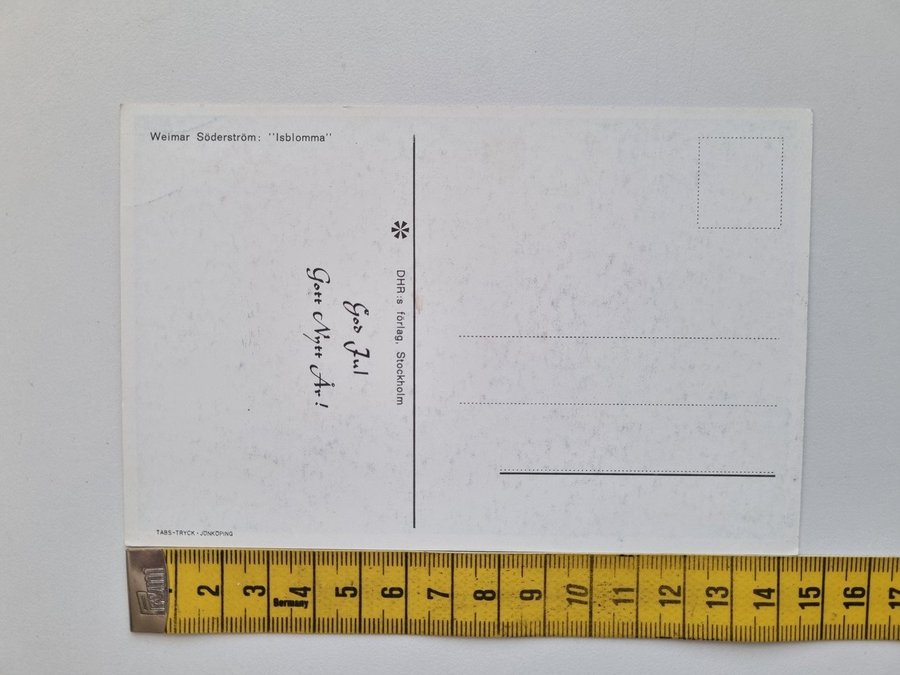 Weimar Söderström: ''Isblomma''
DHR:s förlag, Stockholm
God Jul
Gott Nytt År!
TABS-TRYCK · JÖNKÖPING
2 3 4 5 6 7 8 9 10 11 12 13 14 15 16 17
Germany